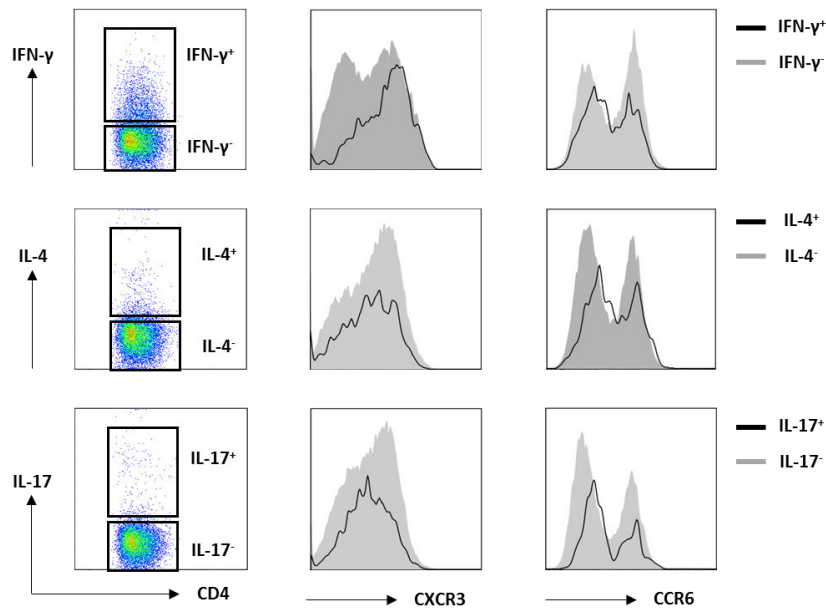 IFN-γ
IFN-γ⁺
IFN-γ⁻
IFN-γ⁺
IFN-γ⁻
IL-4
IL-4⁺
IL-4⁻
IL-4⁺
IL-4⁻
IL-17
IL-17⁺
IL-17⁻
IL-17⁺
IL-17⁻
CD4
CXCR3
CCR6